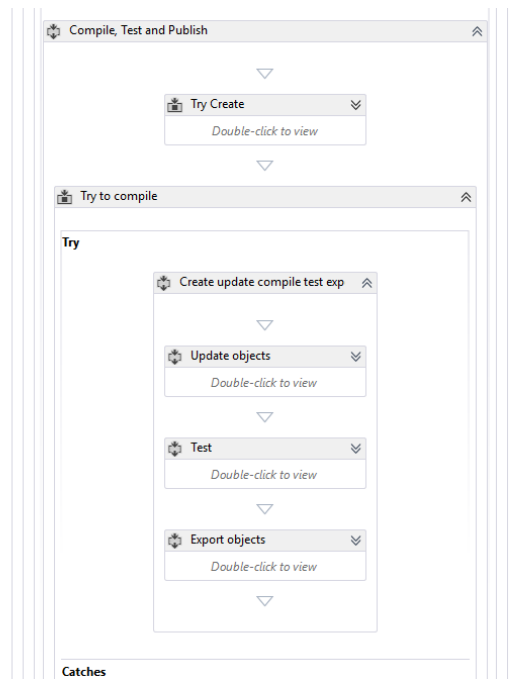 Compile, Test and Publish
Try Create
Double-click to view
Try to compile
Try
Create update compile test exp
Update objects
Double-click to view
Test
Double-click to view
Export objects
Double-click to view
Catches